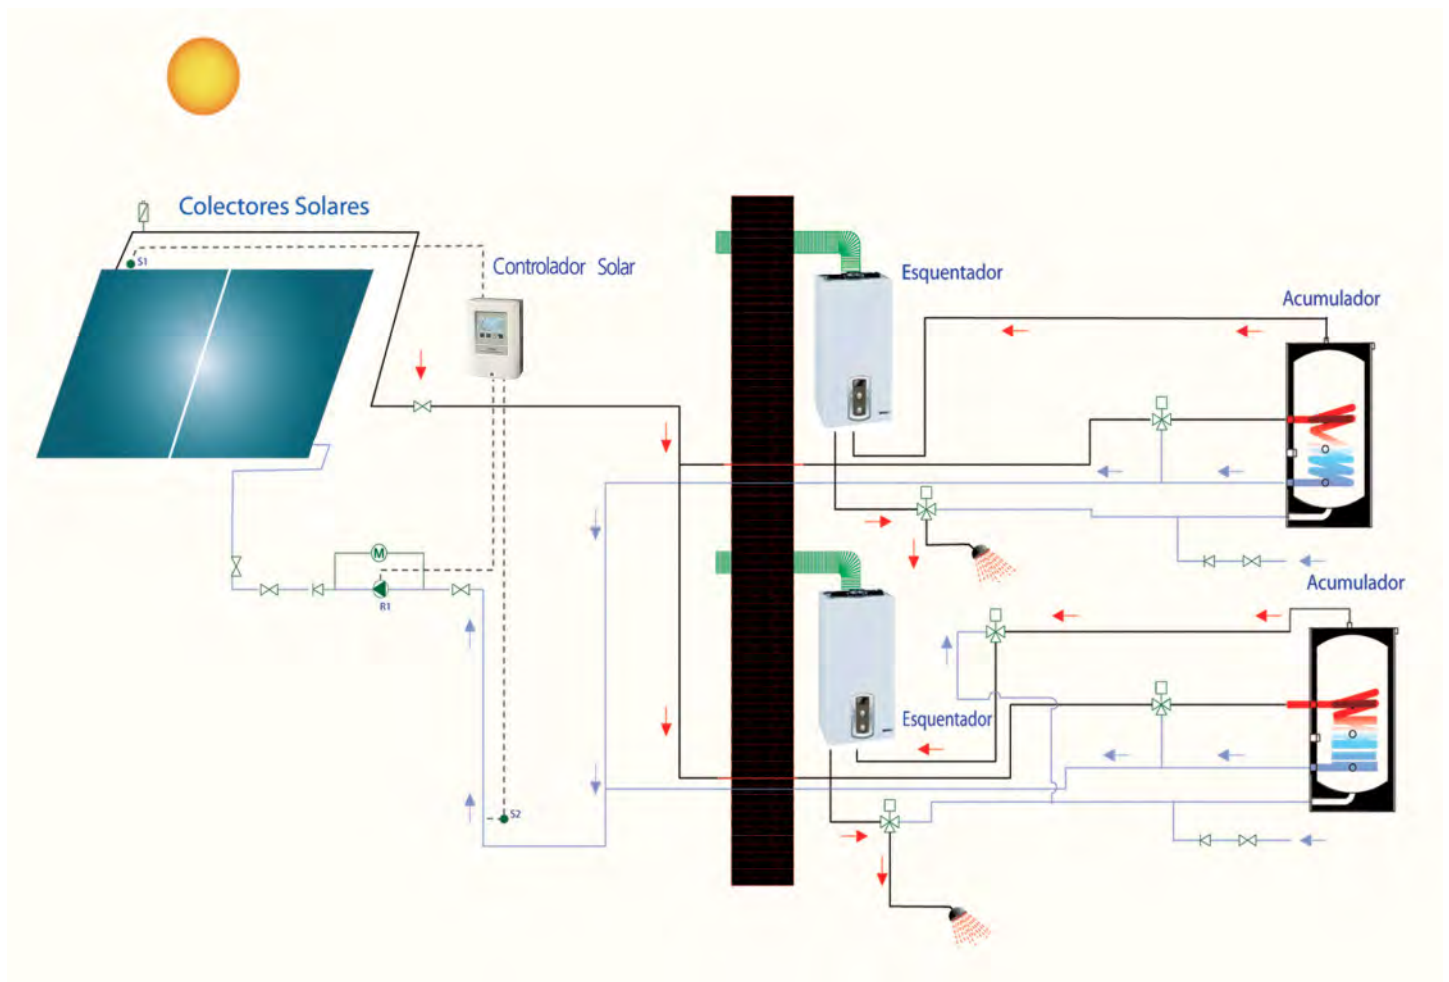 Colectores Solares
S1
Controlador Solar
Esquentador
Acumulador
M
R1
Acumulador
Esquentador
S2